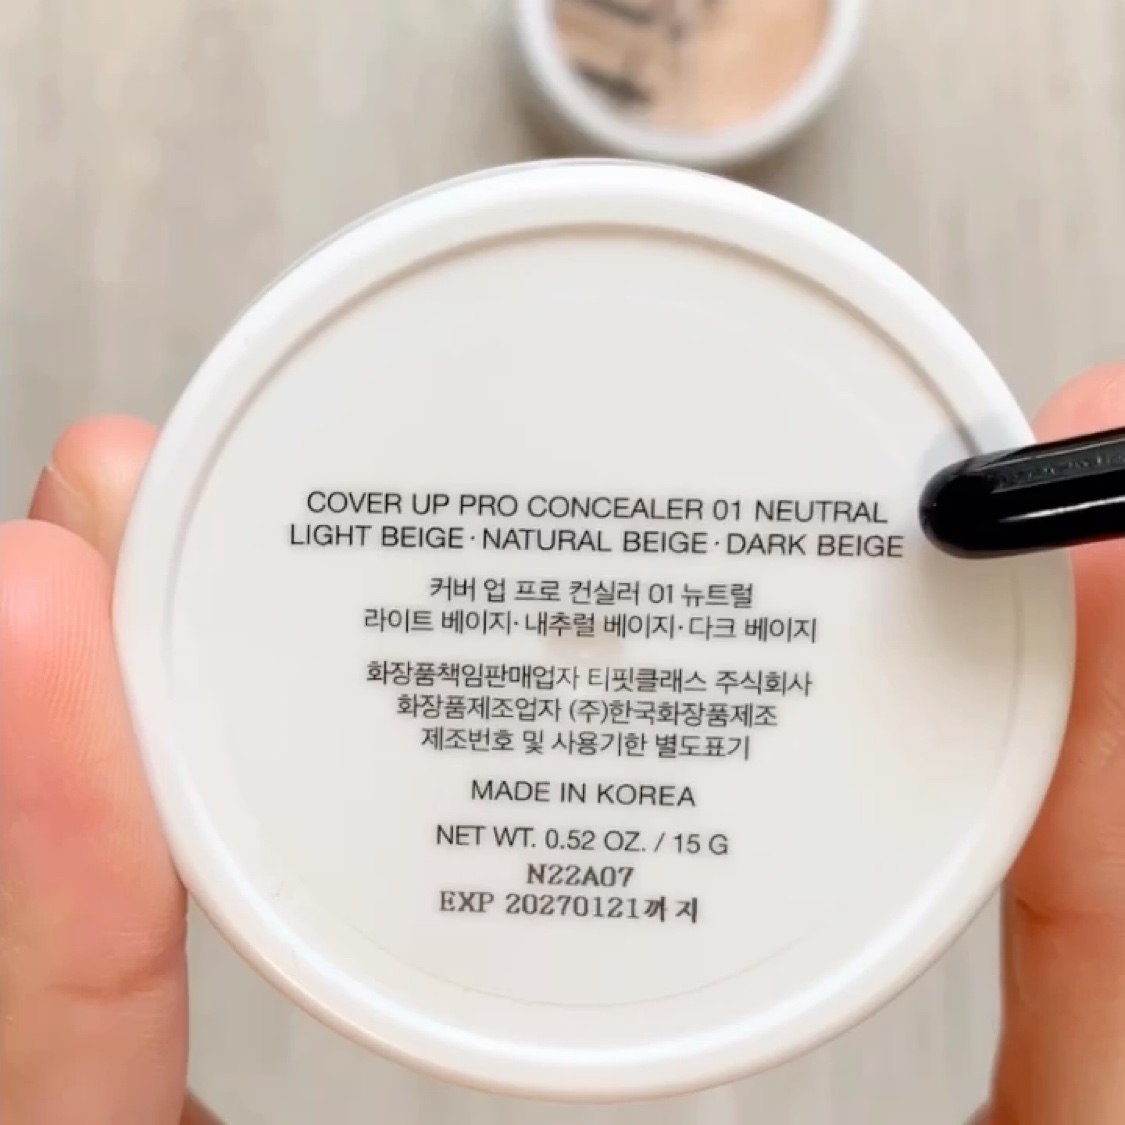 COVER UP PRO CONCEALER 01 NEUTRAL
LIGHT BEIGE · NATURAL BEIGE · DARK BEIGE
커버 업 프로 컨실러 01 뉴트럴
라이트 베이지 · 내추럴 베이지 · 다크 베이지
화장품책임판매업자 티핏클래스 주식회사
화장품제조업자 (주)한국화장품제조
제조번호 및 사용기한 별도표기
MADE IN KOREA
NET WT. 0.52 OZ. / 15 G
N22A07
EXP 20270121까지